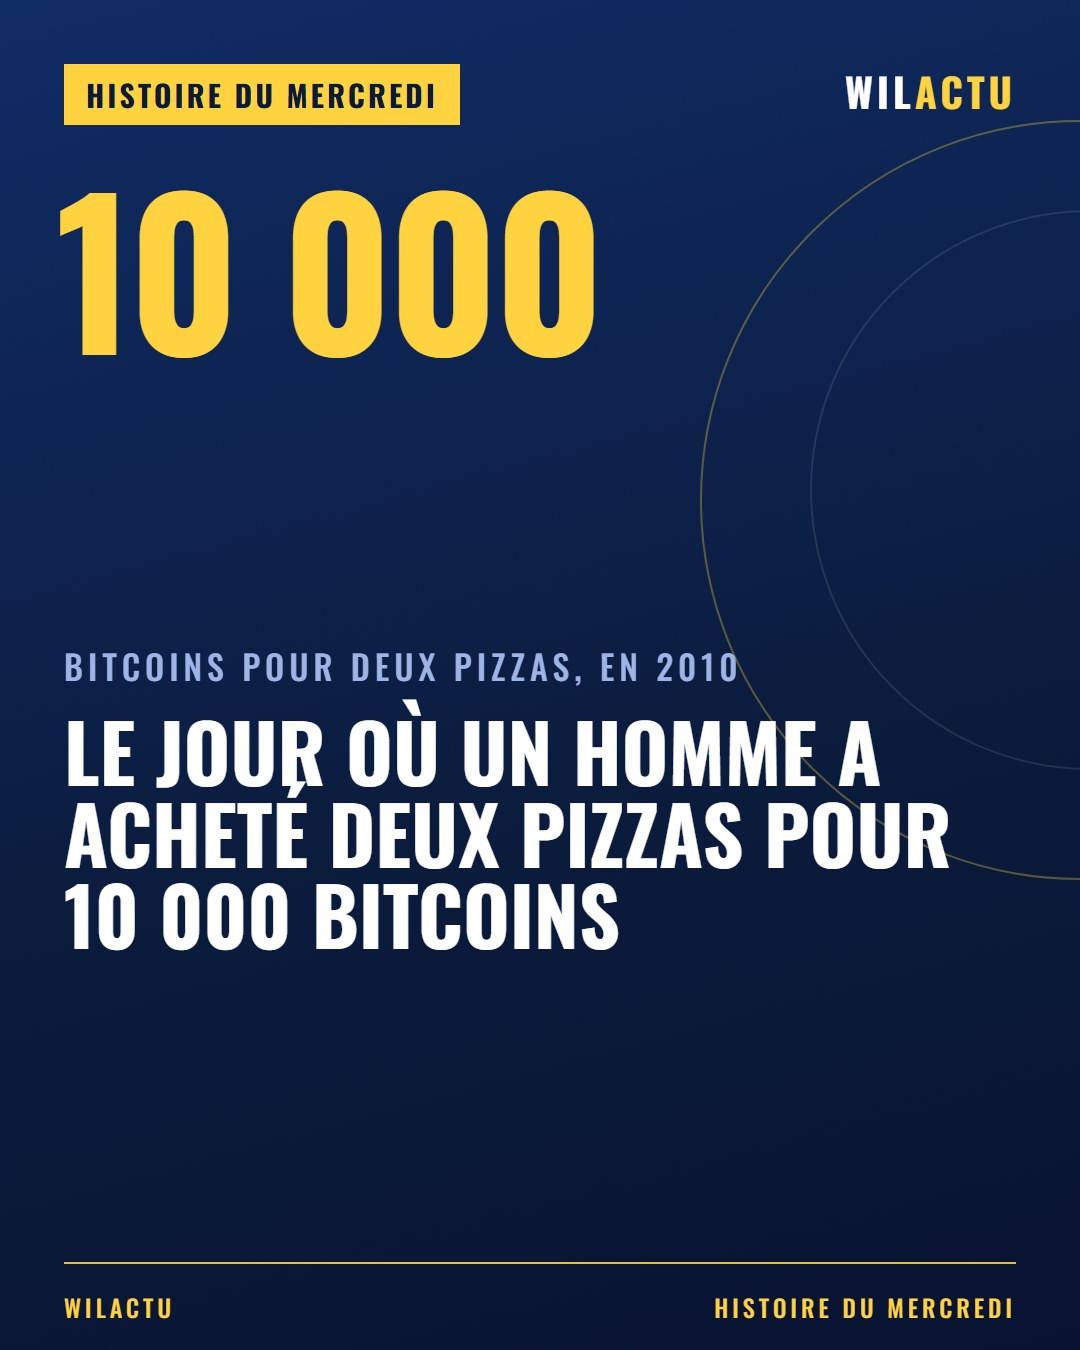 HISTOIRE DU MERCREDI
WILACTU
10 000
BITCOINS POUR DEUX PIZZAS, EN 2010
LE JOUR OÙ UN HOMME A
ACHETÉ DEUX PIZZAS POUR
10 000 BITCOINS
WILACTU
HISTOIRE DU MERCREDI